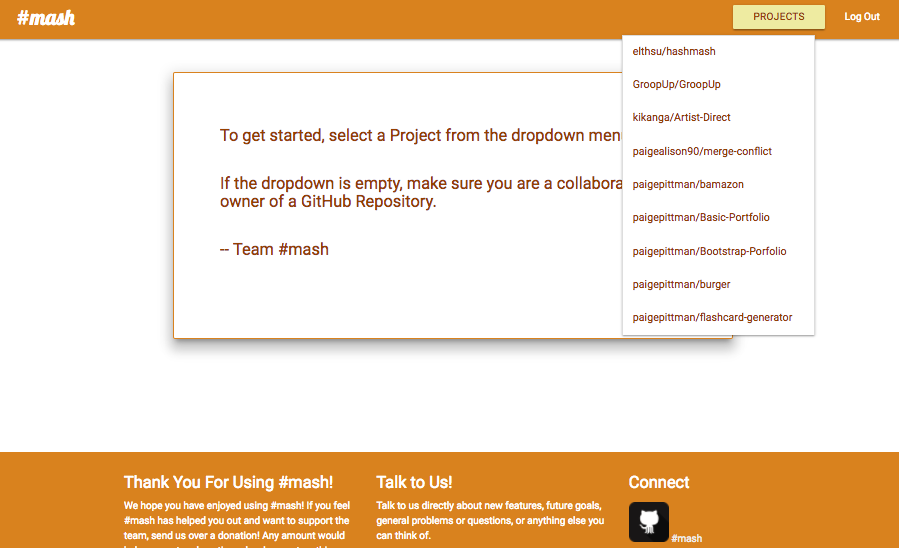 #mash
PROJECTS
Log Out
elthsu/hashmash
GroopUp/GroopUp
kikanga/Artist-Direct
paigealison90/merge-conflict
paigepittman/bamazon
paigepittman/Basic-Portfolio
paigepittman/Bootstrap-Porfolio
paigepittman/burger
paigepittman/flashcard-generator
To get started, select a Project from the dropdown
If the dropdown is empty, make sure you are a
owner of a GitHub Repository.
-- Team #mash
Thank You For Using #mash!
We hope you have enjoyed using #mash! If you feel
#mash has helped you out and want to support the
team, send us over a donation! Any amount would
Talk to Us!
Talk to us directly about new features, future goals,
general problems or questions, or anything else you
can think of.
Connect
#mash